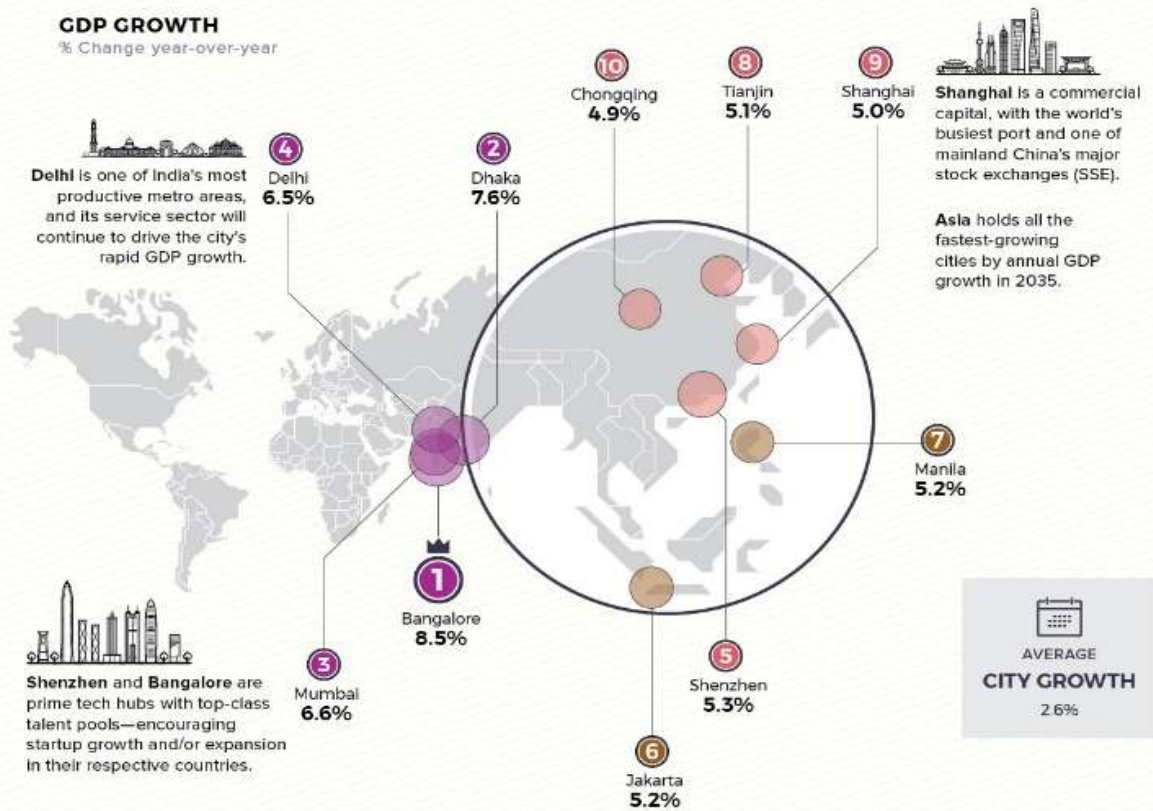 GDP GROWTH
% Change year-over-year
10
Chongqing
4.9%
8
Tianjin
5.1%
9
Shanghai
5.0%
Shanghai is a commercial
capital, with the world's
busiest port and one of
mainland China's major
stock exchanges (SSE).
Asia holds all the
fastest-growing
cities by annual GDP
growth in 2035.
Delhi is one of India's most
productive metro areas,
and its service sector will
continue to drive the city's
rapid GDP growth.
4
Delhi
6.5%
2
Dhaka
7.6%
7
Manila
5.2%
1
Bangalore
8.5%
3
Mumbai
6.6%
5
Shenzhen
5.3%
6
Jakarta
5.2%
Shenzhen and Bangalore are
prime tech hubs with top-class
talent pools—encouraging
startup growth and/or expansion
in their respective countries.
AVERAGE
CITY GROWTH
2.6%